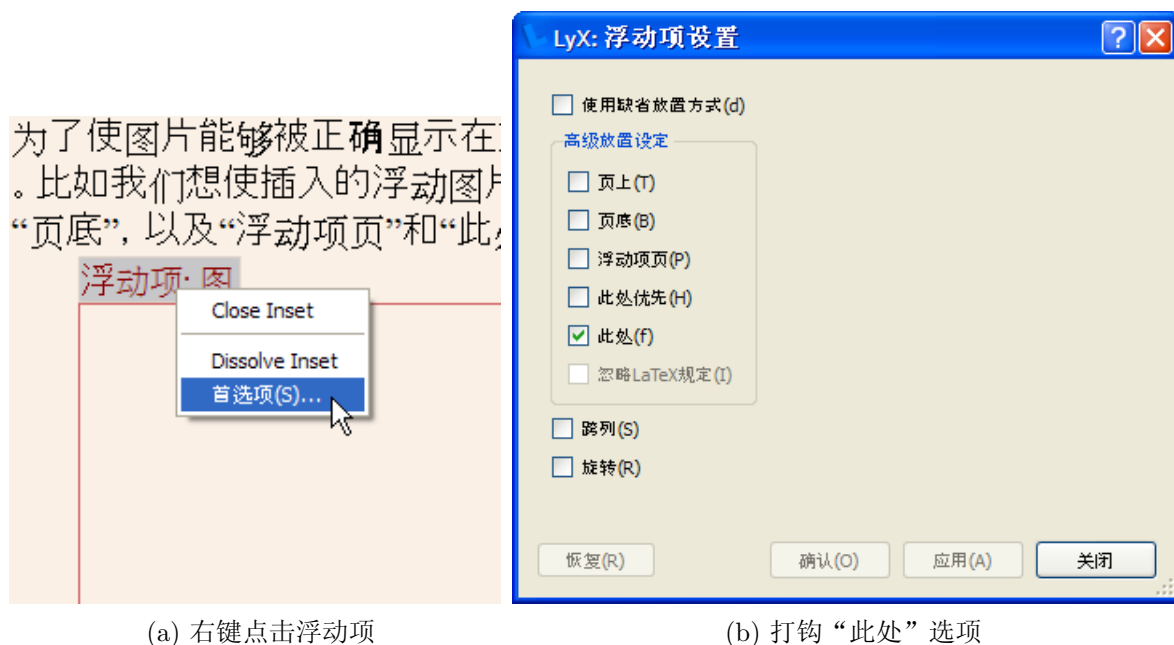 为了使图片能够被正确显示在
。比如我们想使插入的浮动图片
“页底”, 以及“浮动项页”和“此
浮动项: 图
Close Inset
Dissolve Inset
首选项(S)...
(a) 右键点击浮动项
LyX: 浮动项设置
使用缺省放置方式(d)
高级放置设定
页上(T)
页底(B)
浮动项页(P)
此处优先(H)
此处(f)
忽略LaTeX规定(I)
跨列(S)
旋转(R)
恢复(R)
确认(O)
应用(A)
关闭
(b) 打钩“此处”选项